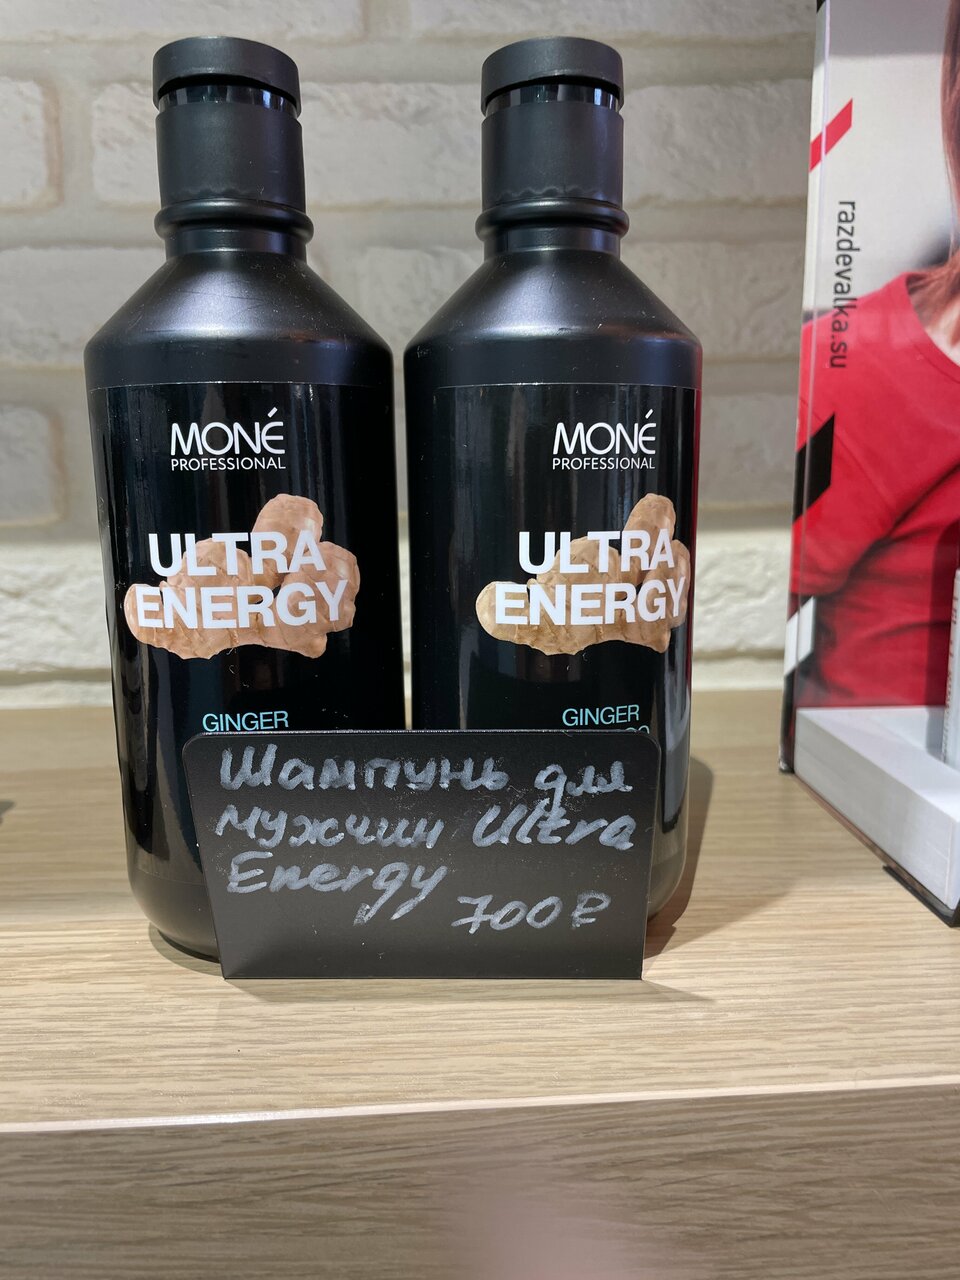 MONÉ
PROFESSIONAL
ULTRA
ENERGY
GINGER
MONÉ
PROFESSIONAL
ULTRA
ENERGY
GINGER
Шампунь для
мужчин Ultra
Energy
700₽
razdevalka.su